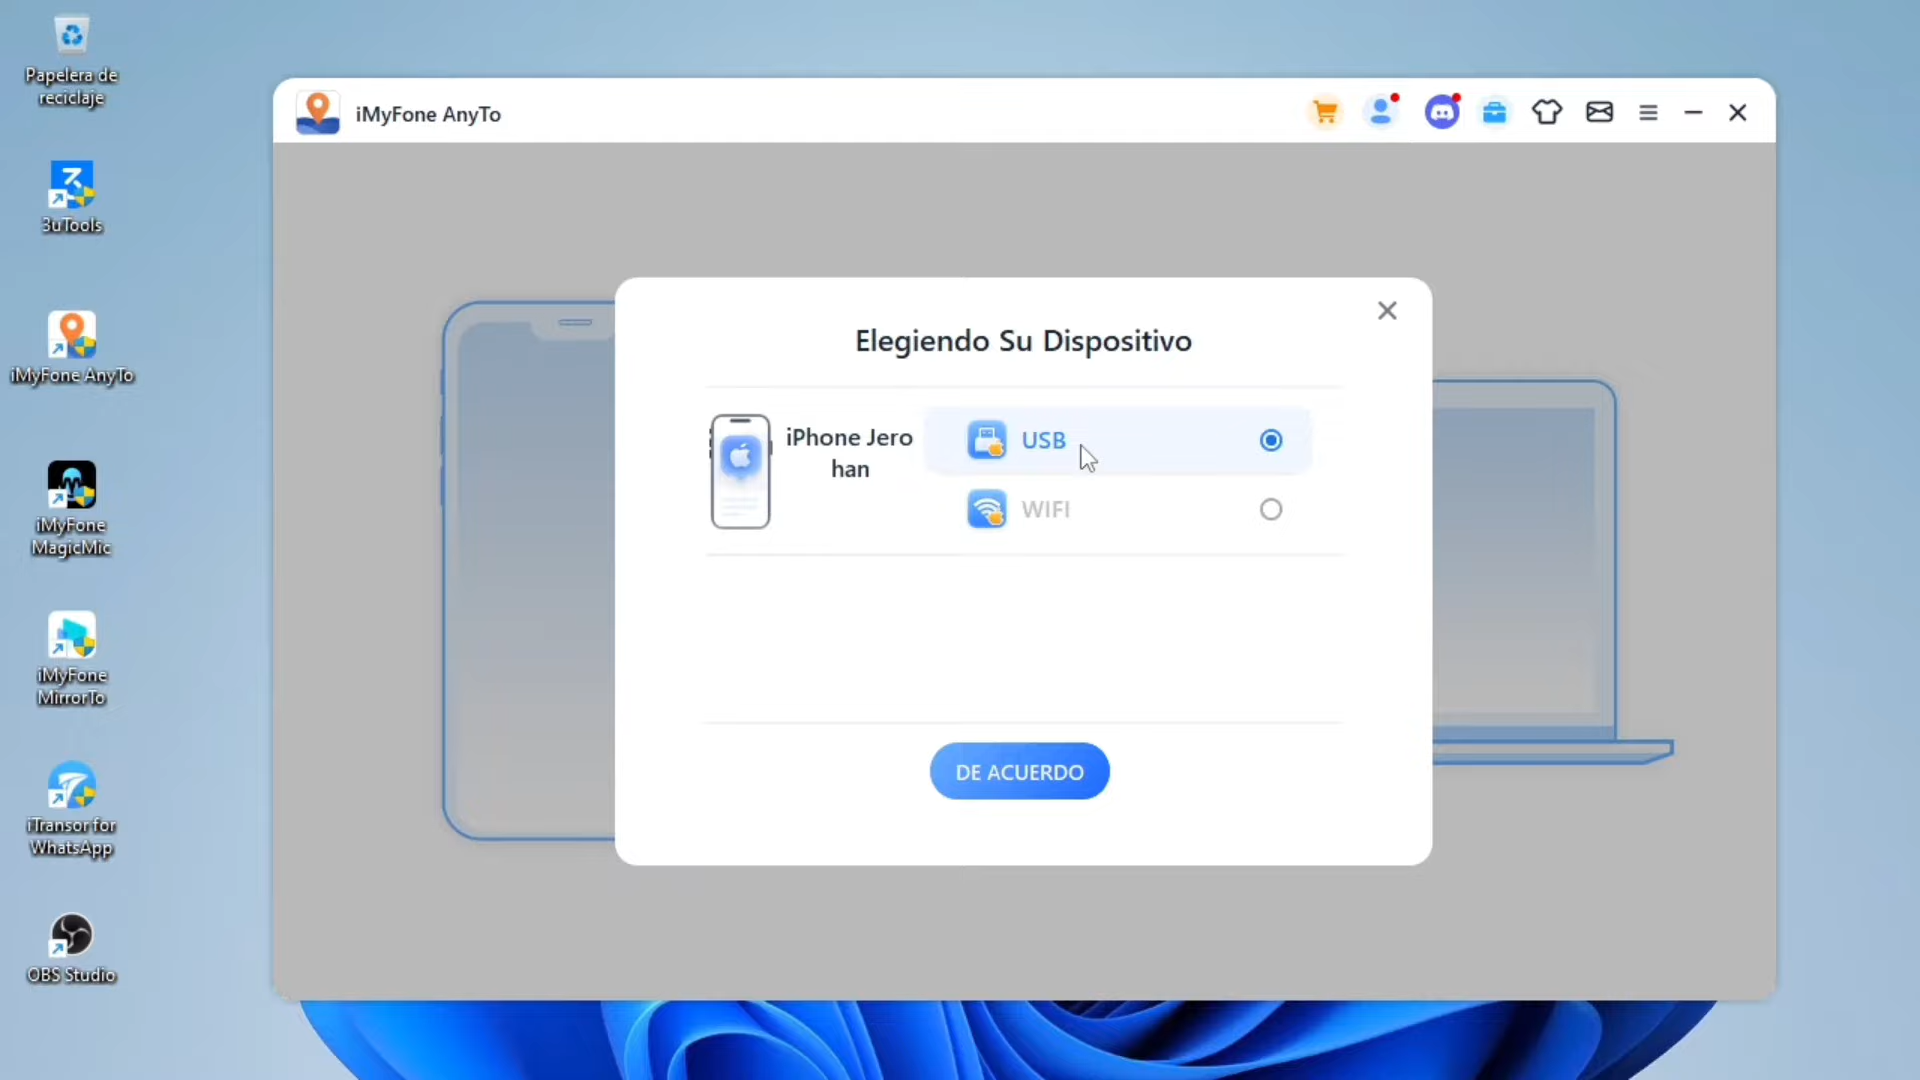 Papelera de
reciclaje
3uTools
iMyFone AnyTo
iMyFone
MagicMic
iMyFone
MirrorTo
iTransor for
WhatsApp
OBS Studio
iMyFone AnyTo
Elegiendo Su Dispositivo
iPhone Jero
han
USB
WIFI
DE ACUERDO